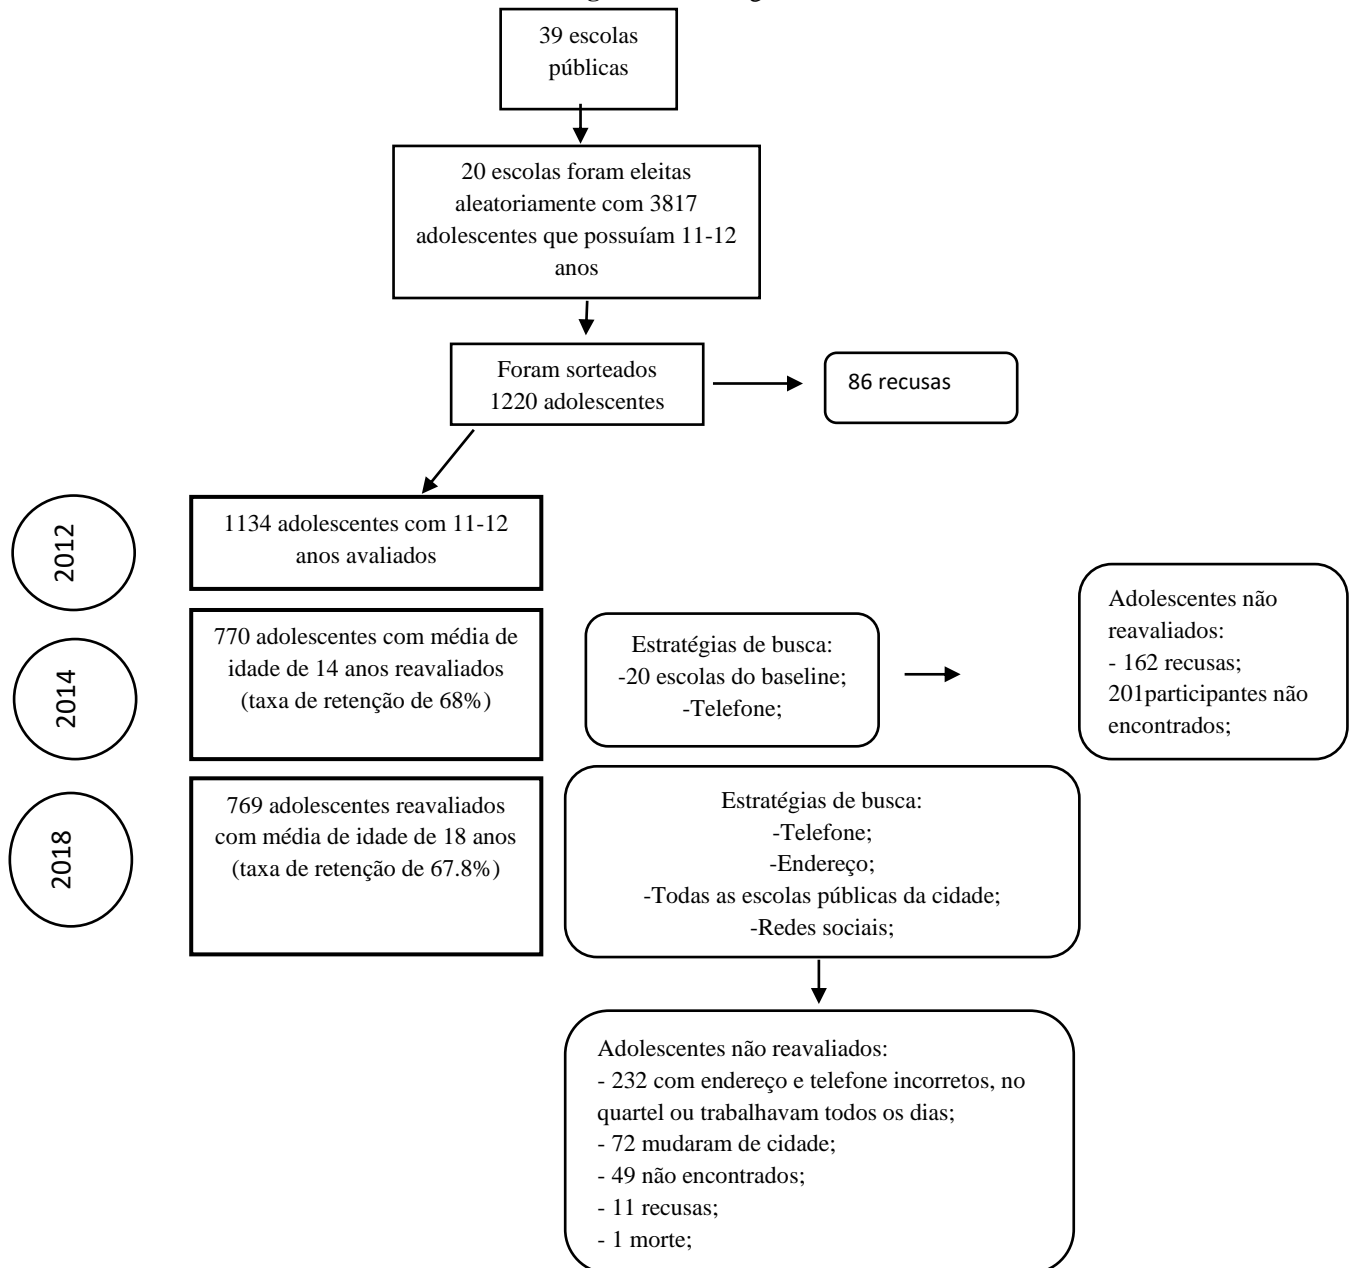 39 escolas
públicas
20 escolas foram eleitas
aleatoriamente com 3817
adolescentes que possuíam 11-12
anos
Foram sorteados
1220 adolescentes
86 recusas
2012
1134 adolescentes com 11-12
anos avaliados
2014
770 adolescentes com média de
idade de 14 anos reavaliados
(taxa de retenção de 68%)
Estratégias de busca:
-20 escolas do baseline;
-Telefone;
Adolescentes não
reavaliados:
- 162 recusas;
201participantes não
encontrados;
2018
769 adolescentes reavaliados
com média de idade de 18 anos
(taxa de retenção de 67.8%)
Estratégias de busca:
-Telefone;
-Endereço;
-Todas as escolas públicas da cidade;
-Redes sociais;
Adolescentes não reavaliados:
- 232 com endereço e telefone incorretos, no
quartel ou trabalhavam todos os dias;
- 72 mudaram de cidade;
- 49 não encontrados;
- 11 recusas;
- 1 morte;